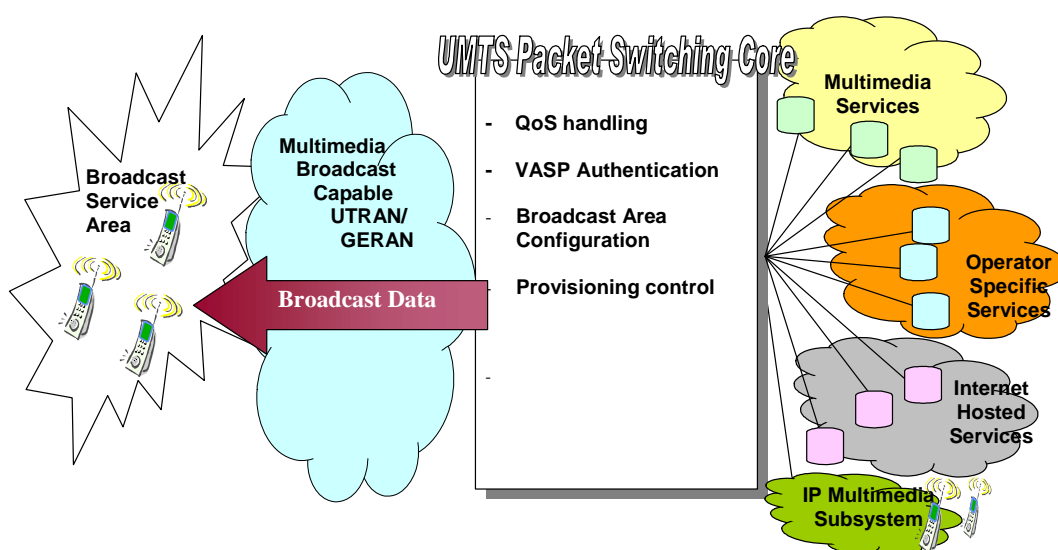 UMTS Packet Switching Core
Broadcast
Service
Area
Multimedia
Broadcast
Capable
UTRAN/
GERAN
Broadcast Data
- QoS handling
- VASP Authentication
- Broadcast Area
Configuration
- Provisioning control
-
Multimedia
Services
Operator
Specific
Services
Internet
Hosted
Services
IP Multimedia
Subsystem